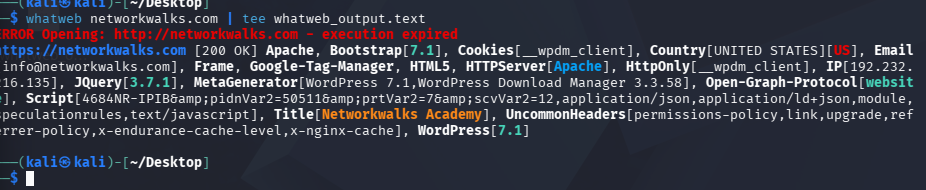 ──(kali㉿kali)-[~/Desktop]
─$ whatweb networkwalks.com | tee whatweb_output.text
ERROR Opening: http://networkwalks.com - execution expired
https://networkwalks.com [200 OK] Apache, Bootstrap[7.1], Cookies[__wpdm_client], Country[UNITED STATES][US], Email
[info@networkwalks.com], Frame, Google-Tag-Manager, HTML5, HTTPServer[Apache], HttpOnly[__wpdm_client], IP[192.232.
216.135], JQuery[3.7.1], MetaGenerator[WordPress 7.1,WordPress Download Manager 3.3.58], Open-Graph-Protocol[websit
e], Script[4684NR-IPIB&amp;pidnVar2=50511&amp;prtVar2=7&amp;scvVar2=12,application/json,application/ld+json,module,
speculationrules,text/javascript], Title[Networkwalks Academy], UncommonHeaders[permissions-policy,link,upgrade,ref
errer-policy,x-endurance-cache-level,x-nginx-cache], WordPress[7.1]
──(kali㉿kali)-[~/Desktop]
─$